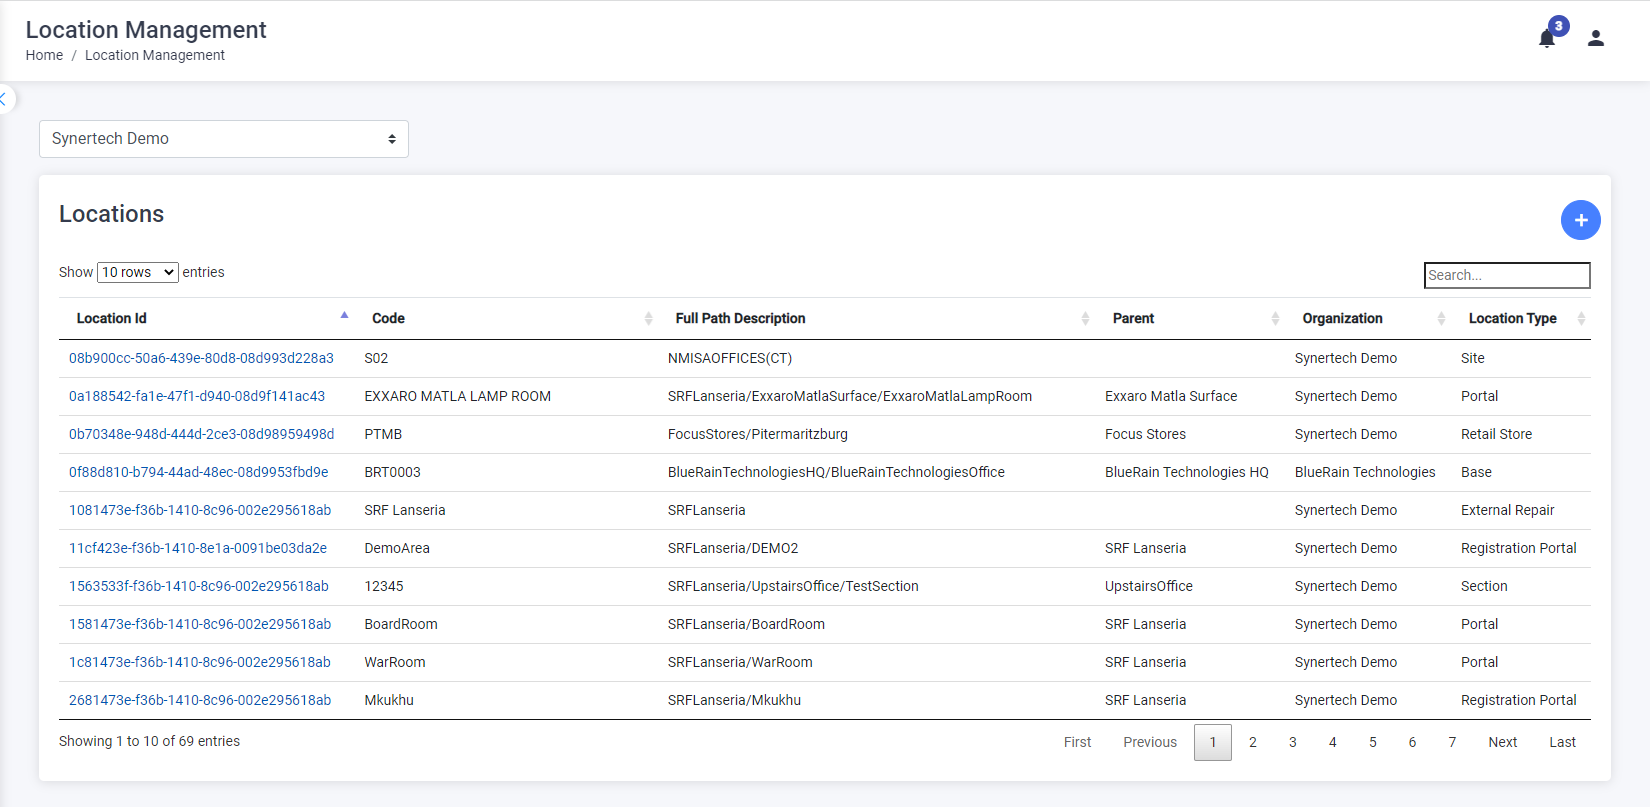 Location Management
3
Home / Location Management
Synertech Demo
Locations
+
Show 10 rows entries
Search...
Location Id Code Full Path Description Parent Organization Location Type
08b900cc-50a6-439e-80d8-08d993d228a3 S02 NMISAOFFICES(CT) Synertech Demo Site
0a188542-fa1e-47f1-d940-08d9f141ac43 EXXARO MATLA LAMP ROOM SRFLanseria/ExxaroMatlaSurface/ExxaroMatlaLampRoom Exxaro Matla Surface Synertech Demo Portal
0b70348e-948d-444d-2ce3-08d98959498d PTMB FocusStores/Pitermaritzburg Focus Stores Synertech Demo Retail Store
0f88d810-b794-44ad-48ec-08d9953fbd9e BRT0003 BlueRainTechnologiesHQ/BlueRainTechnologiesOffice BlueRain Technologies HQ BlueRain Technologies Base
1081473e-f36b-1410-8c96-002e295618ab SRF Lanseria SRFLanseria Synertech Demo External Repair
11cf423e-f36b-1410-8e1a-0091be03da2e DemoArea SRFLanseria/DEMO2 SRF Lanseria Synertech Demo Registration Portal
1563533f-f36b-1410-8c96-002e295618ab 12345 SRFLanseria/UpstairsOffice/TestSection UpstairsOffice Synertech Demo Section
1581473e-f36b-1410-8c96-002e295618ab BoardRoom SRFLanseria/BoardRoom SRF Lanseria Synertech Demo Portal
1c81473e-f36b-1410-8c96-002e295618ab WarRoom SRFLanseria/WarRoom SRF Lanseria Synertech Demo Portal
2681473e-f36b-1410-8c96-002e295618ab Mkukhu SRFLanseria/Mkukhu SRF Lanseria Synertech Demo Registration Portal
Showing 1 to 10 of 69 entries First Previous 1 2 3 4 5 6 7 Next Last